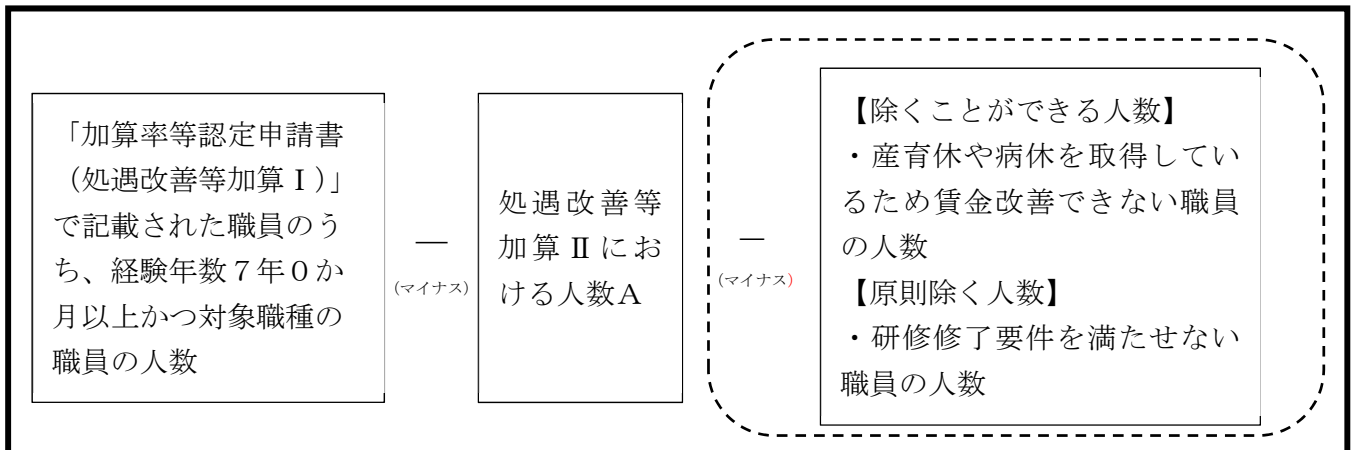 「加算率等認定申請書
（処遇改善等加算Ⅰ）」
で記載された職員のう
ち、経験年数７年０か
月以上かつ対象職種の
職員の人数
―
（マイナス）
処遇改善等
加算Ⅱにお
ける人数Ａ
―
（マイナス）
【除くことができる人数】
・産育休や病休を取得してい
るため賃金改善できない職員
の人数
【原則除く人数】
・研修修了要件を満たせない
職員の人数